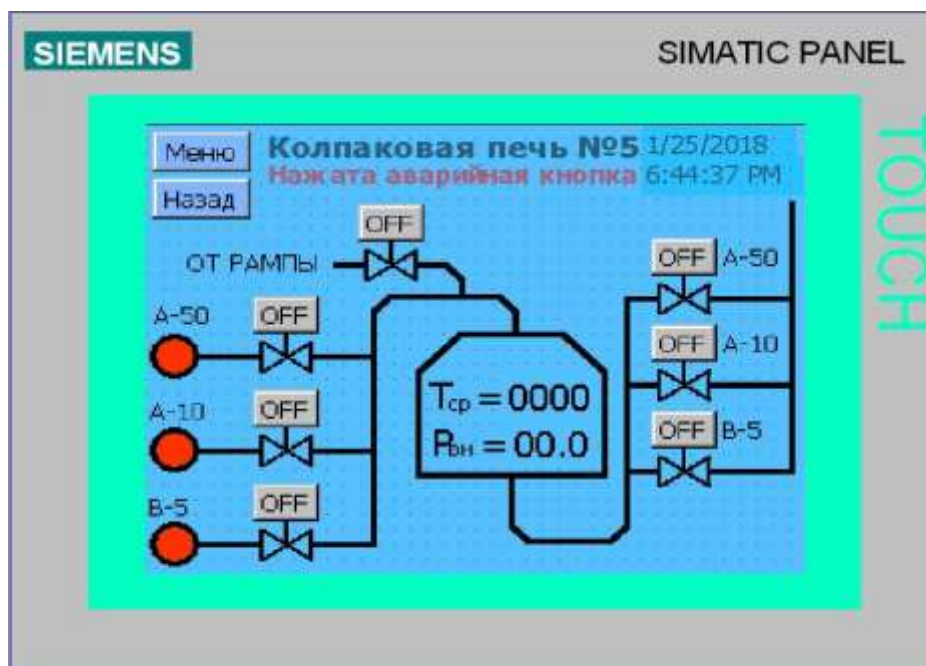 SIEMENS
SIMATIC PANEL
TOUCH
Меню
Колпаковая печь №5
1/25/2018
Нажата аварийная кнопка
6:44:37 PM
Назад
OFF
ОТ РАМПЫ
OFF
А-50
А-50
OFF
OFF
А-10
А-10
OFF
Tср = 0000
OFF
В-5
Pвн = 00.0
В-5
OFF